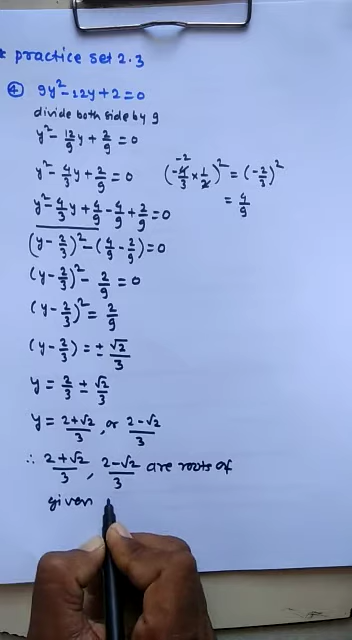 * practice set 2.3
④ 9y² - 12y + 2 = 0
divide both side by 9
y² - 12/9 y + 2/9 = 0
y² - 4/3 y + 2/9 = 0 (-4/3 × 1/2)² = (-2/3)²
-2
= 4/9
y² - 4/3 y + 4/9 - 4/9 + 2/9 = 0
(y - 2/3)² - (4/9 - 2/9) = 0
(y - 2/3)² - 2/9 = 0
(y - 2/3)² = 2/9
(y - 2/3) = ± √2/3
y = 2/3 ± √2/3
y = 2+√2/3, or 2-√2/3
∴ 2+√2/3, 2-√2/3 are roots of
given